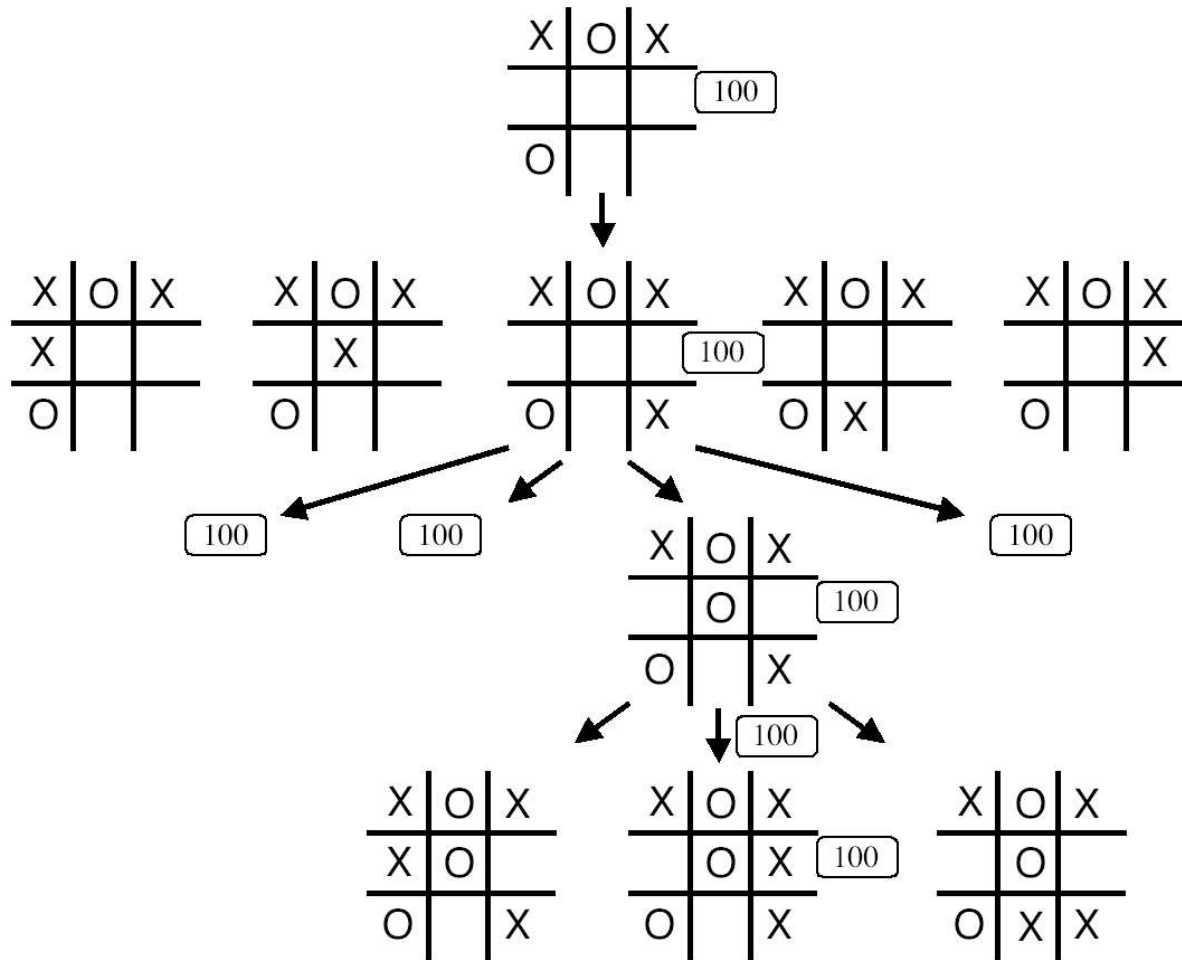 X O X
100
O
X O X X O X X O X X O X X O X
X X 100 X
O O O X O X O
100 100 100
X O X
O 100
O X
100
X O X X O X X O X
X O O X 100 O
O X O X O X X